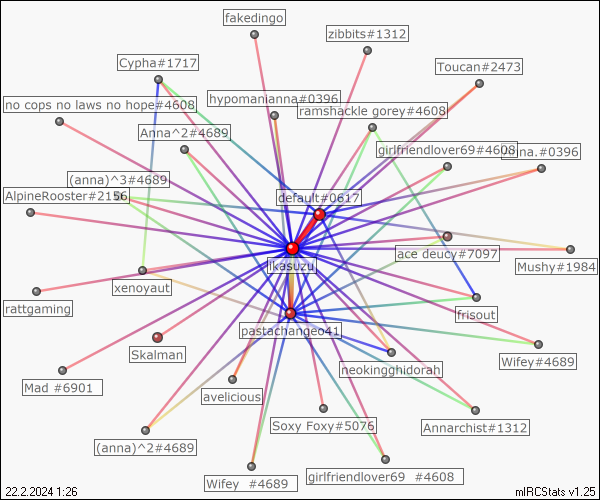 fakedingo
zibbits#1312
Cypha#1717
Toucan#2473
no cops no laws no hope#4608
hypomanianna#0396
ramshackle gorey#4608
Anna^2#4689
girlfriendlover69#4608
nna.#0396
(anna)^3#4689
AlpineRooster#2156
default#0617
ace deucy#7097
ikasuzu
Mushy#1984
xenoyaut
rattgaming
frisout
pastachangeo41
Skalman
Wifey#4689
neokingghidorah
Mad #6901
avelicious
Soxy Foxy#5076
Annarchist#1312
(anna)^2#4689
Wifey #4689
girlfriendlover69 #4608
22.2.2024 1:26
mIRCStats v1.25